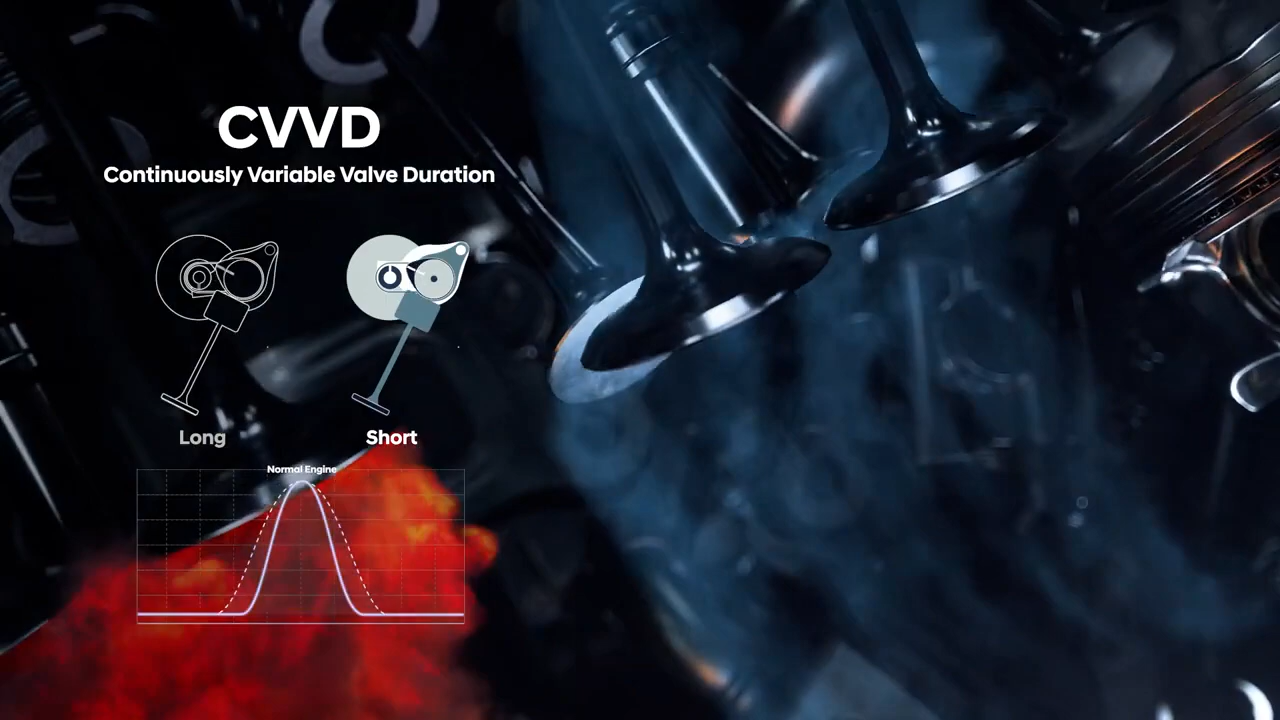 CVVD
Continuously Variable Valve Duration
Long
Short
Normal Engine